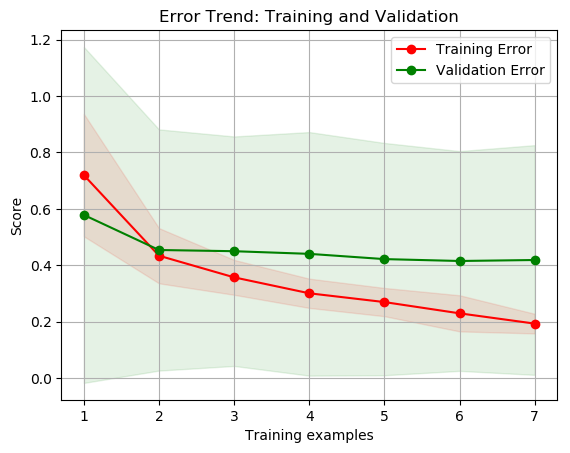 Error Trend: Training and Validation
Training Error
Validation Error
Score
1.2
1.0
0.8
0.6
0.4
0.2
0.0
1 2 3 4 5 6 7
Training examples